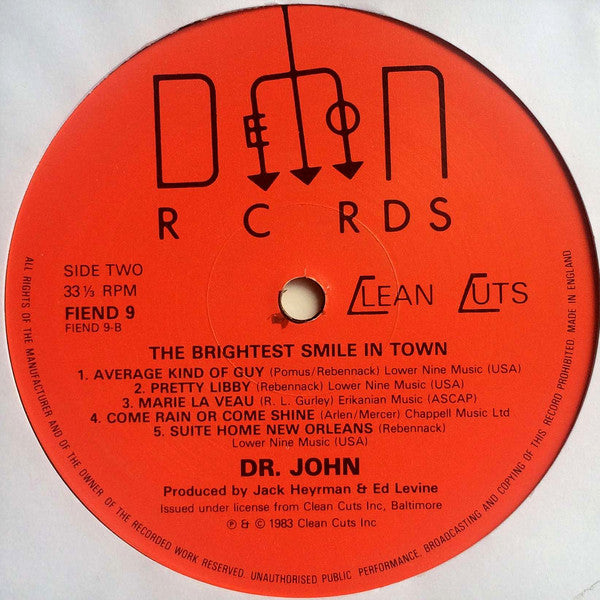 DEMON
RECORDS
SIDE TWO
33 ⅓ RPM
FIEND 9
FIEND 9-B
CLEAN CUTS
THE BRIGHTEST SMILE IN TOWN
1. AVERAGE KIND OF GUY (Pomus/Rebennack) Lower Nine Music (USA)
2. PRETTY LIBBY (Rebennack) Lower Nine Music (USA)
3. MARIE LA VEAU (R. L. Gurley) Erikanian Music (ASCAP)
4. COME RAIN OR COME SHINE (Arlen/Mercer) Chappell Music Ltd
5. SUITE HOME NEW ORLEANS (Rebennack)
Lower Nine Music (USA)
DR. JOHN
Produced by Jack Heyrman & Ed Levine
Issued under license from Clean Cuts Inc, Baltimore
℗ & © 1983 Clean Cuts Inc
ALL RIGHTS OF THE MANUFACTURER AND OF THE OWNER OF THE RECORDED WORK RESERVED. UNAUTHORISED PUBLIC PERFORMANCE, BROADCASTING AND COPYING OF THIS RECORD PROHIBITED MADE IN ENGLAND